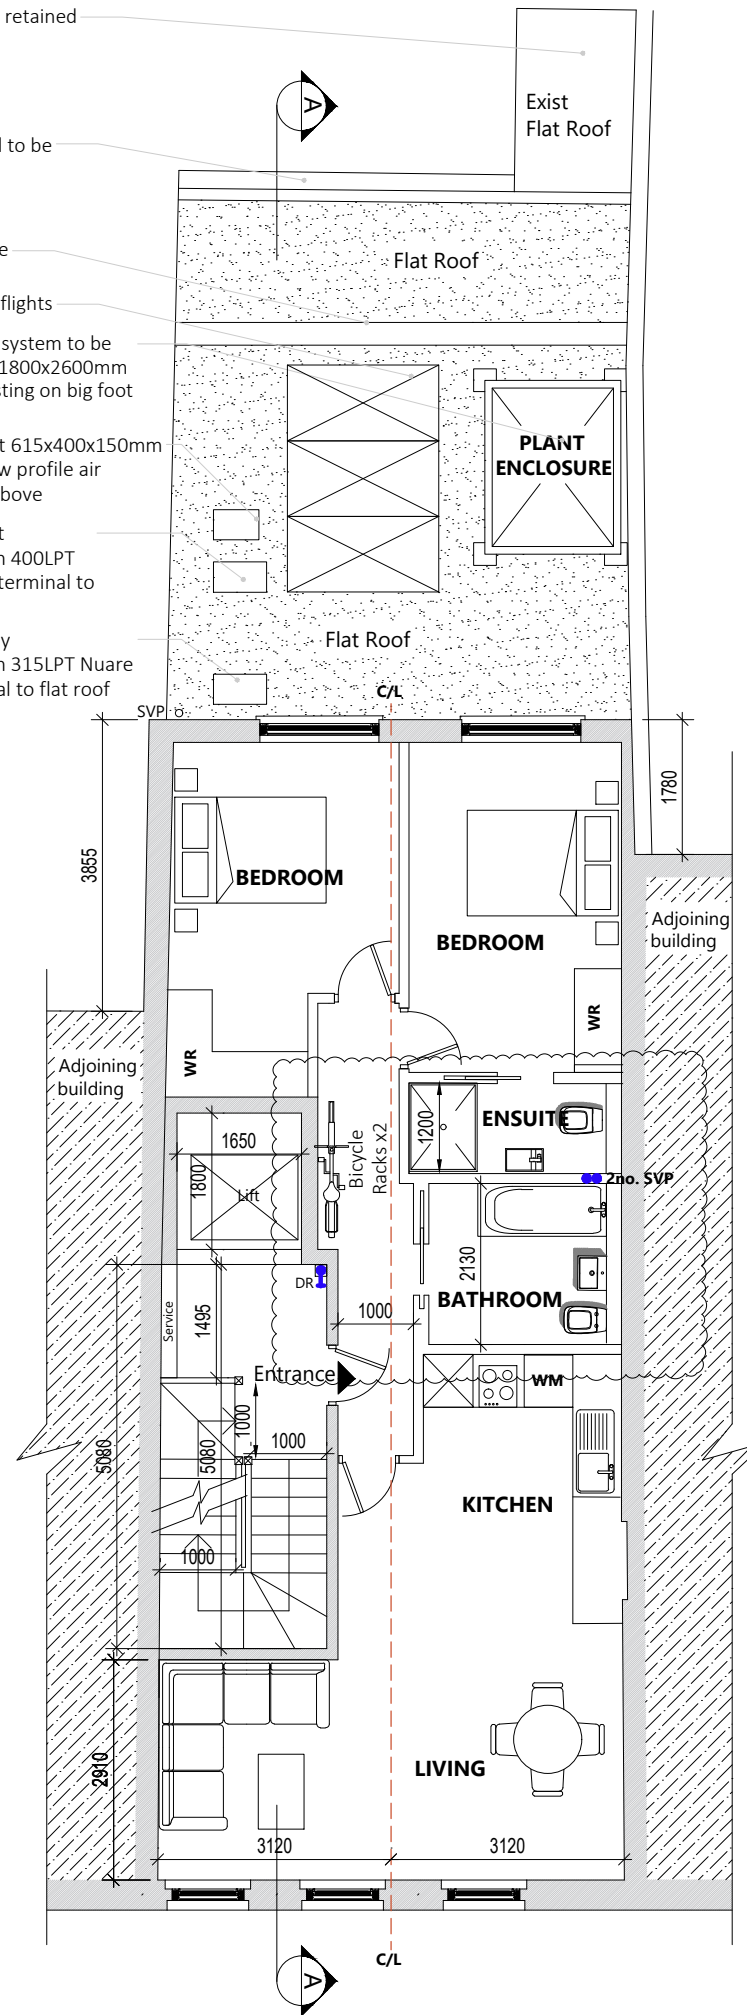 retained
Exist
Flat Roof
A
l to be
e
Flat Roof
flights
system to be
1800x2600mm
sting on big foot
PLANT
ENCLOSURE
t 615x400x150mm
w profile air
bove
t
n 400LPT
terminal to
y
n 315LPT Nuare
al to flat roof
Flat Roof
C/L
SVP
1780
3855
BEDROOM
BEDROOM
Adjoining
building
Adjoining
building
WR
WR
ENSUITE
1200
Bicycle
Racks x2
1650
1800
Lift
2no. SVP
2130
BATHROOM
DR
Service
1495
1000
Entrance
WM
1000
1000
5080
5080
KITCHEN
1000
2910
LIVING
3120
3120
A
C/L